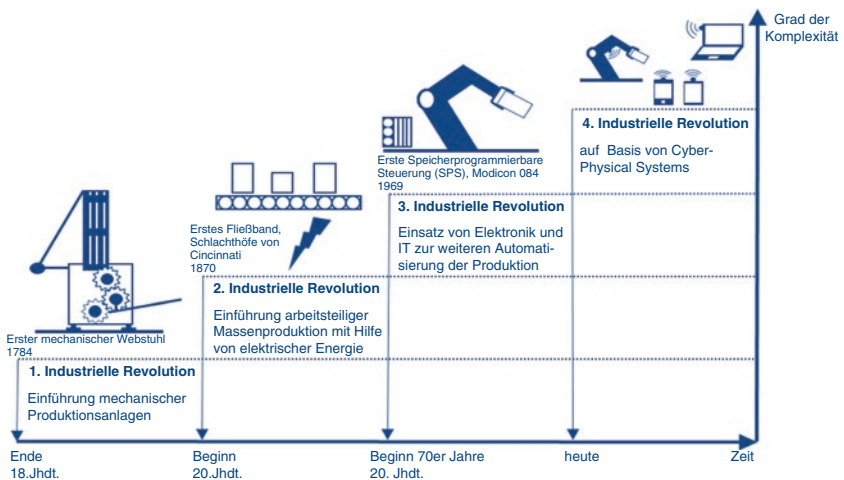 Grad der
Komplexität
4. Industrielle Revolution
auf Basis von Cyber-
Physical Systems
Erste Speicherprogrammierbare
Steuerung (SPS), Modicon 084
1969
3. Industrielle Revolution
Einsatz von Elektronik und
IT zur weiteren Automati-
sierung der Produktion
Erstes Fließband,
Schlachthöfe von
Cincinnati
1870
2. Industrielle Revolution
Einführung arbeitsteiliger
Massenproduktion mit Hilfe
von elektrischer Energie
Erster mechanischer Webstuhl
1784
1. Industrielle Revolution
Einführung mechanischer
Produktionsanlagen
Ende
18.Jhdt.
Beginn
20.Jhdt.
Beginn 70er Jahre
20. Jhdt.
heute
Zeit